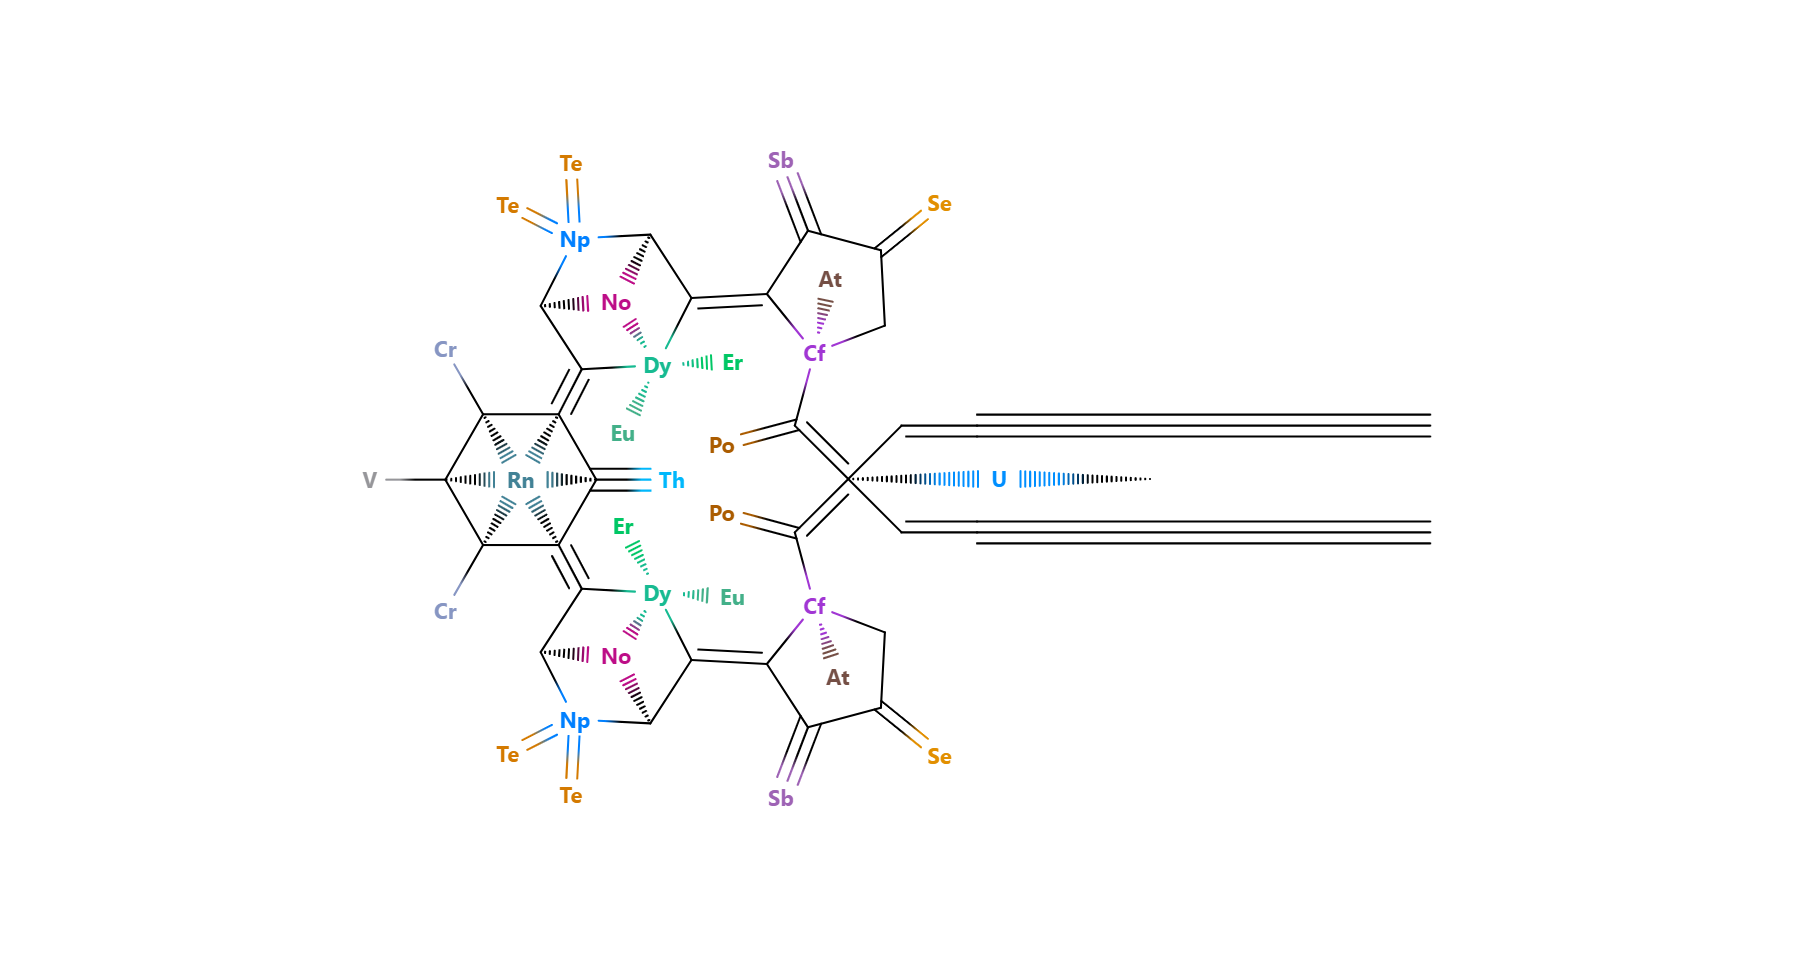 Sb
Te
Se
Te
Np
At
No
Cr
Cf
Er
Dy
Eu
Po
V
Rn
Th
U
Po
Er
Dy
Eu
Cf
Cr
No
At
Np
Te
Se
Te
Sb